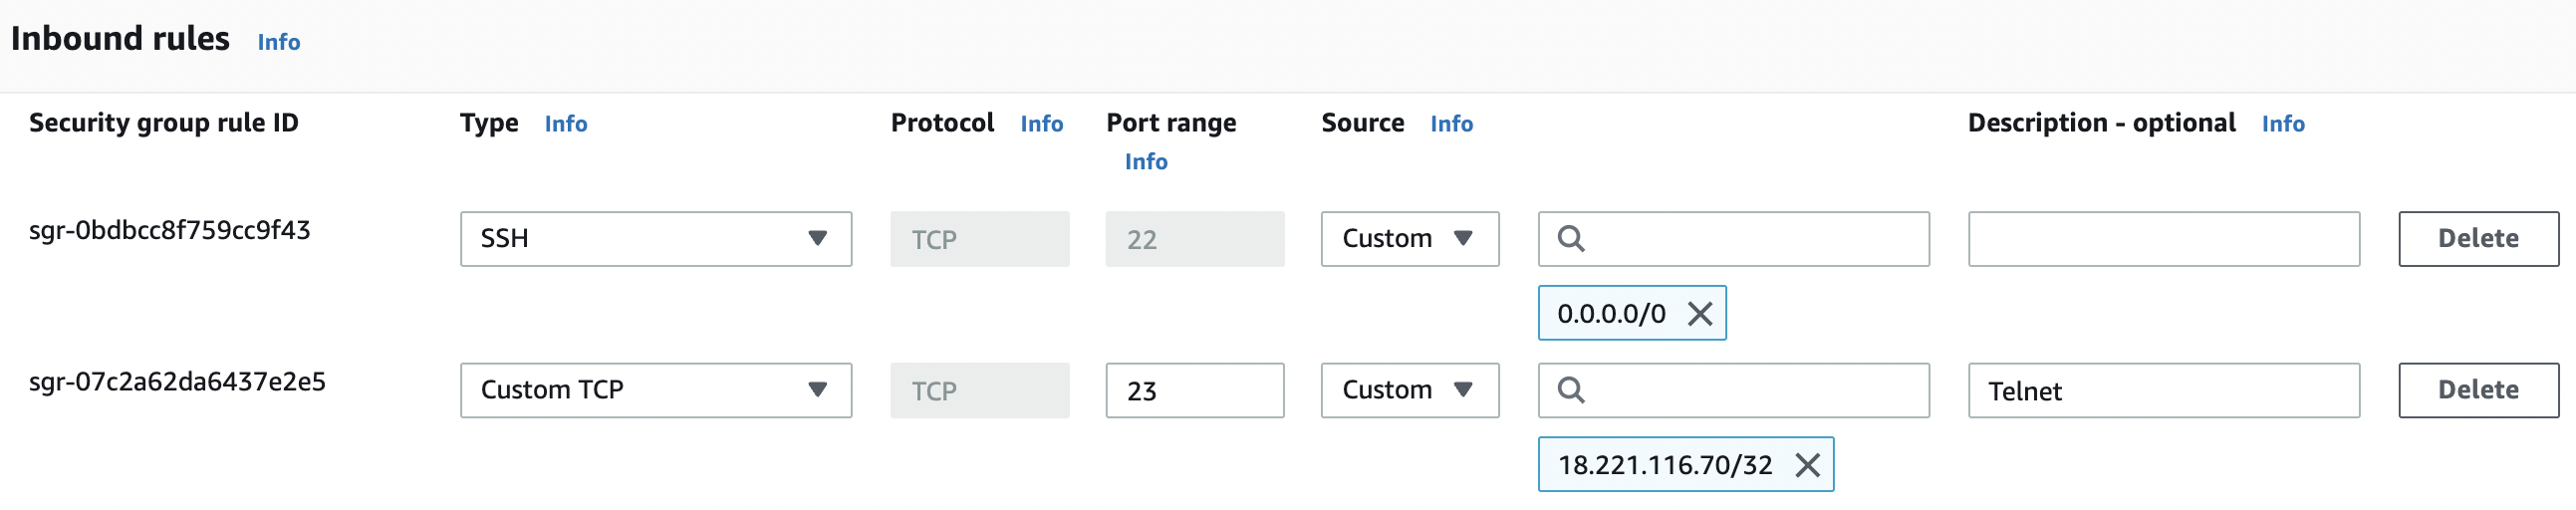 Inbound rules Info
Security group rule ID Type Info Protocol Info Port range Info Source Info Description - optional Info
sgr-0bdbcc8f759cc9f43 SSH TCP 22 Custom Delete
0.0.0.0/0
sgr-07c2a62da6437e2e5 Custom TCP TCP 23 Custom Telnet Delete
18.221.116.70/32